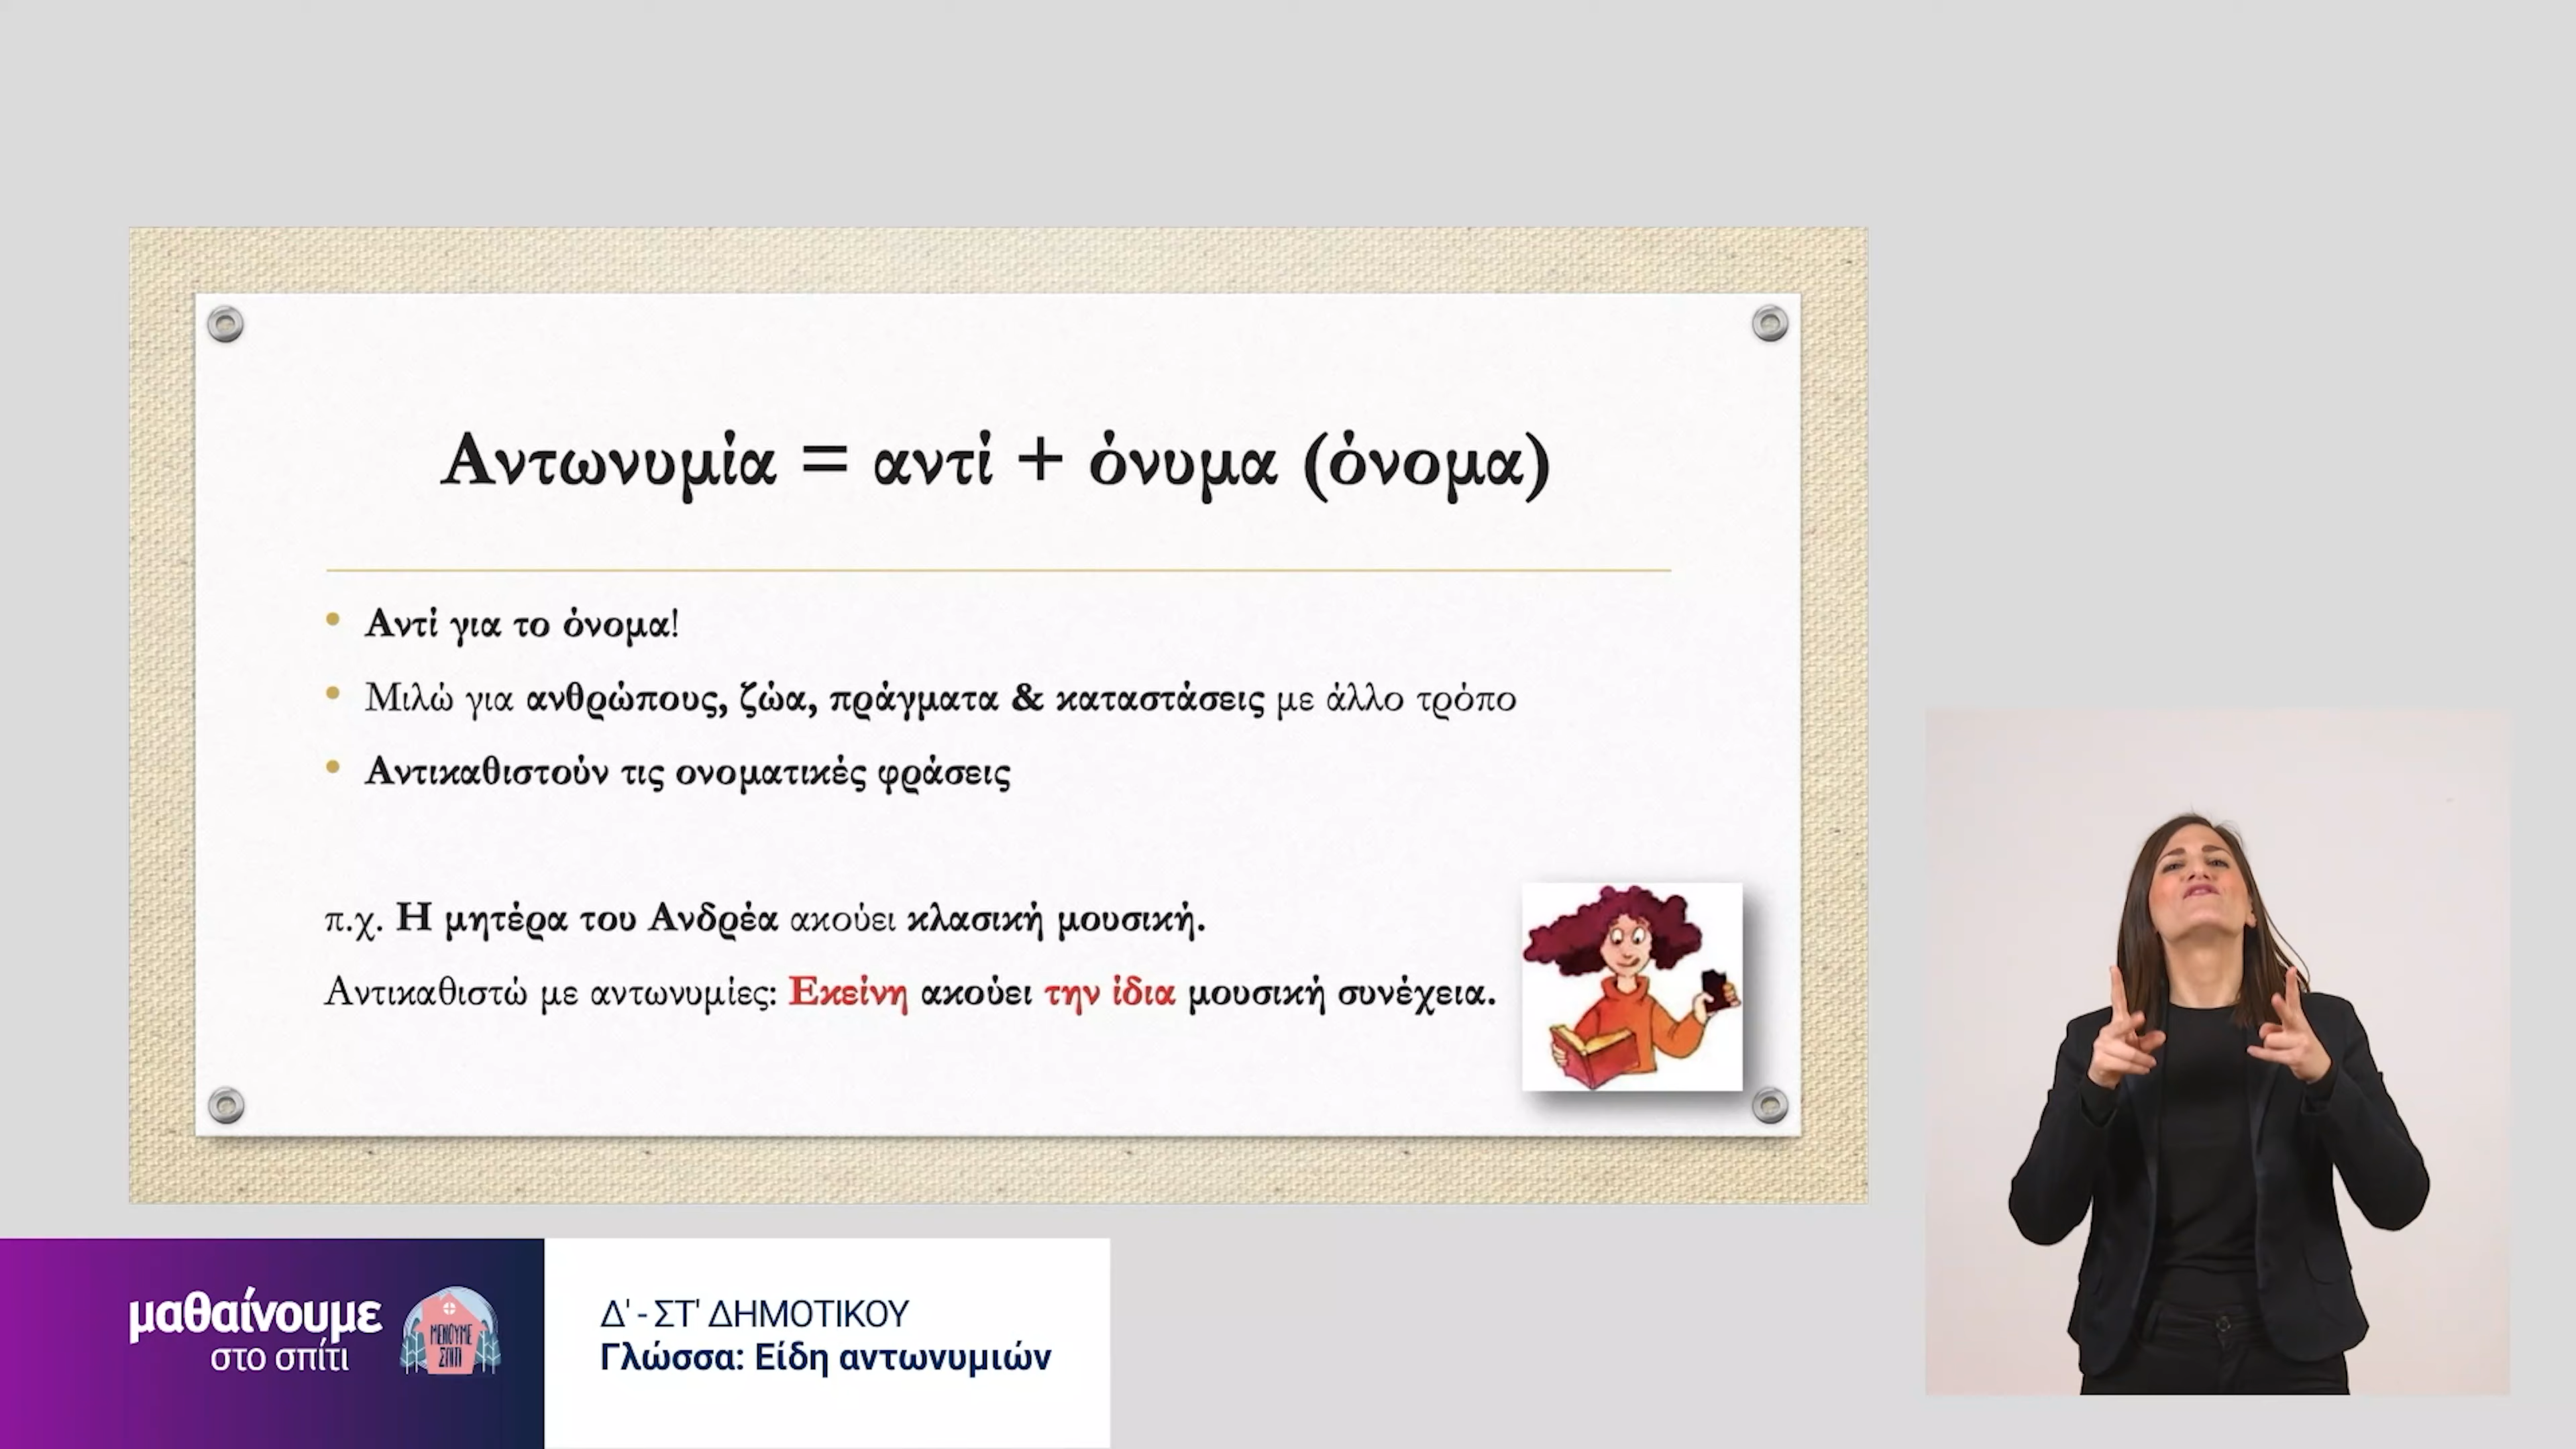 Αντωνυμία = αντί + όνυμα (όνομα)
• Αντί για το όνομα!
• Μιλώ για ανθρώπους, ζώα, πράγματα & καταστάσεις με άλλο τρόπο
• Αντικαθιστούν τις ονοματικές φράσεις
π.χ. Η μητέρα του Ανδρέα ακούει κλασική μουσική.
Αντικαθιστώ με αντωνυμίες: Εκείνη ακούει την ίδια μουσική συνέχεια.
μαθαίνουμε
στο σπίτι
ΜΕΝΟΥΜΕ
ΣΠΙΤΙ
Δ' - ΣΤ' ΔΗΜΟΤΙΚΟΥ
Γλώσσα: Είδη αντωνυμιών